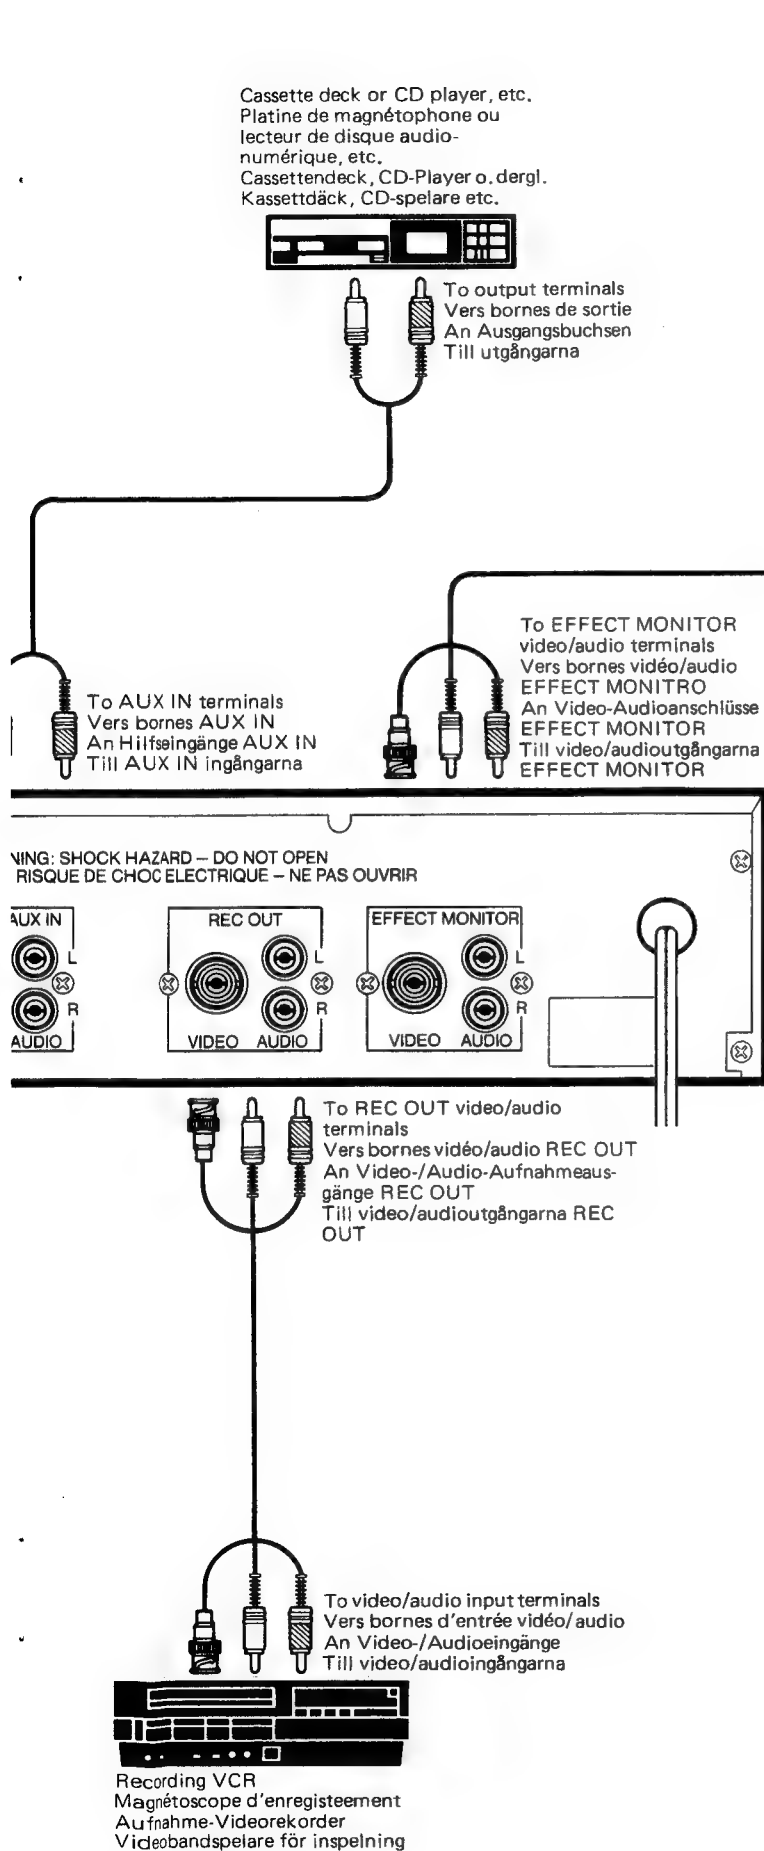 Cassette deck or CD player, etc.
Platine de magnétophone ou
lecteur de disque audio-
numérique, etc.
Cassettendeck, CD-Player o. dergl.
Kassettdäck, CD-spelare etc.
To output terminals
Vers bornes de sortie
An Ausgangsbuchsen
Till utgångarna
To EFFECT MONITOR
video/audio terminals
Vers bornes vidéo/audio
EFFECT MONITRO
An Video-Audioanschlüsse
EFFECT MONITOR
Till video/audioutgångarna
EFFECT MONITOR
To AUX IN terminals
Vers bornes AUX IN
An Hilfseingänge AUX IN
Till AUX IN ingångarna
NING: SHOCK HAZARD – DO NOT OPEN
RISQUE DE CHOC ELECTRIQUE – NE PAS OUVRIR
AUX IN
L
R
AUDIO
REC OUT
L
R
VIDEO AUDIO
EFFECT MONITOR
L
R
VIDEO AUDIO
To REC OUT video/audio
terminals
Vers bornes vidéo/audio REC OUT
An Video-/Audio-Aufnahmeaus-
gänge REC OUT
Till video/audioutgångarna REC
OUT
To video/audio input terminals
Vers bornes d'entrée vidéo/audio
An Video-/Audioeingänge
Till video/audioingångarna
Recording VCR
Magnétoscope d'enregisteement
Aufnahme-Videorekorder
Videobandspelare för inspelning